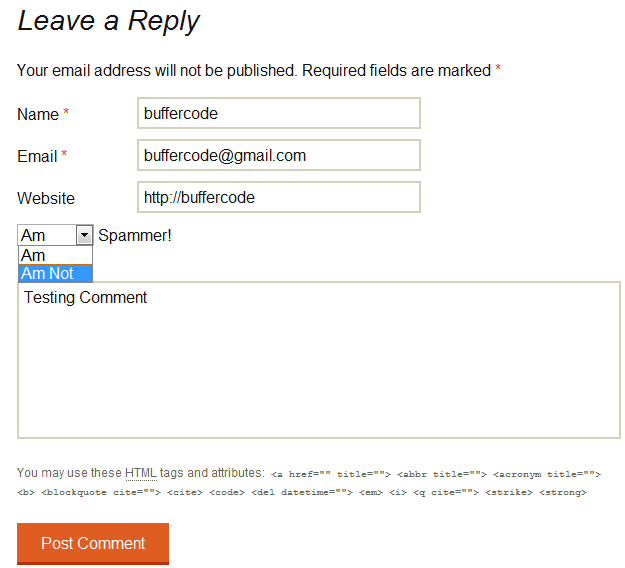 Leave a Reply
Your email address will not be published. Required fields are marked *
Name * buffercode
Email * buffercode@gmail.com
Website http://buffercode
Am Spammer!
Am
Am Not
Testing Comment
You may use these HTML tags and attributes: <a href="" title=""> <abbr title=""> <acronym title="">
<b> <blockquote cite=""> <cite> <code> <del datetime=""> <em> <i> <q cite=""> <strike> <strong>
Post Comment